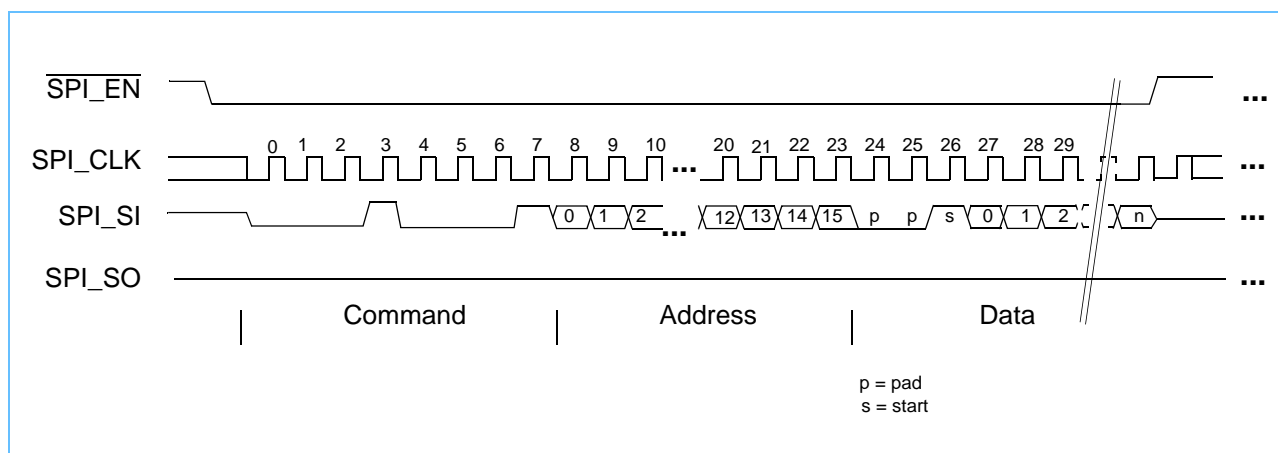 SPI_EN ...
0 1 2 3 4 5 6 7 8 9 10 20 21 22 23 24 25 26 27 28 29
SPI_CLK ... ...
SPI_SI 0 1 2 ... 12 13 14 15 p p s 0 1 2 n ...
SPI_SO ...
Command Address Data
p = pad
s = start